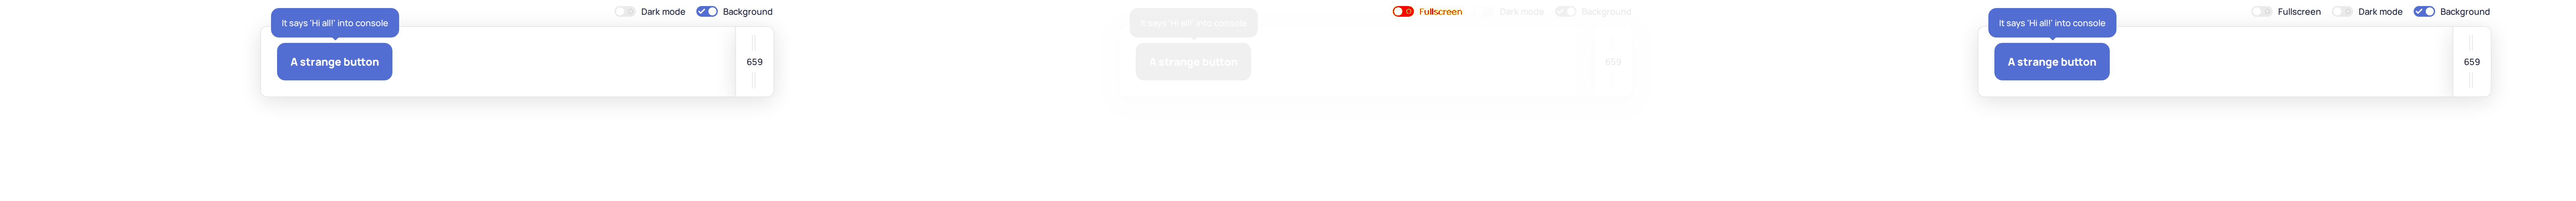 Dark mode Background
It says 'Hi all!' into console
A strange button
659
Fullscreen Dark mode Background
It says 'Hi all!' into console
A strange button
659
Fullscreen Dark mode Background
It says 'Hi all!' into console
A strange button
659